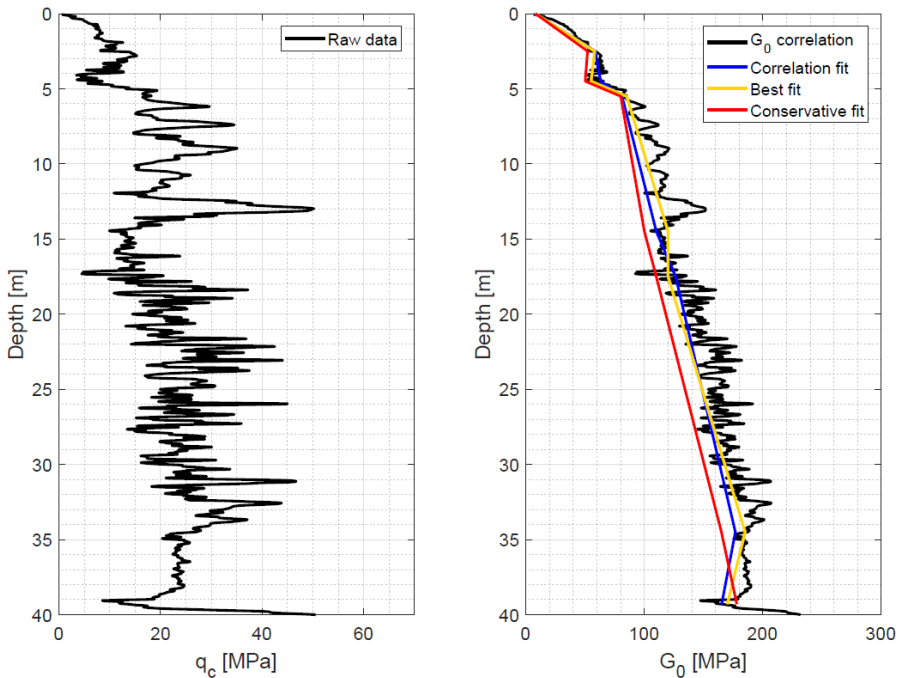 0
5
10
15
20
25
30
35
40
Depth [m]
0
20
40
60
q_c [MPa]
Raw data
0
5
10
15
20
25
30
35
40
Depth [m]
0
100
200
300
G_0 [MPa]
G_0 correlation
Correlation fit
Best fit
Conservative fit